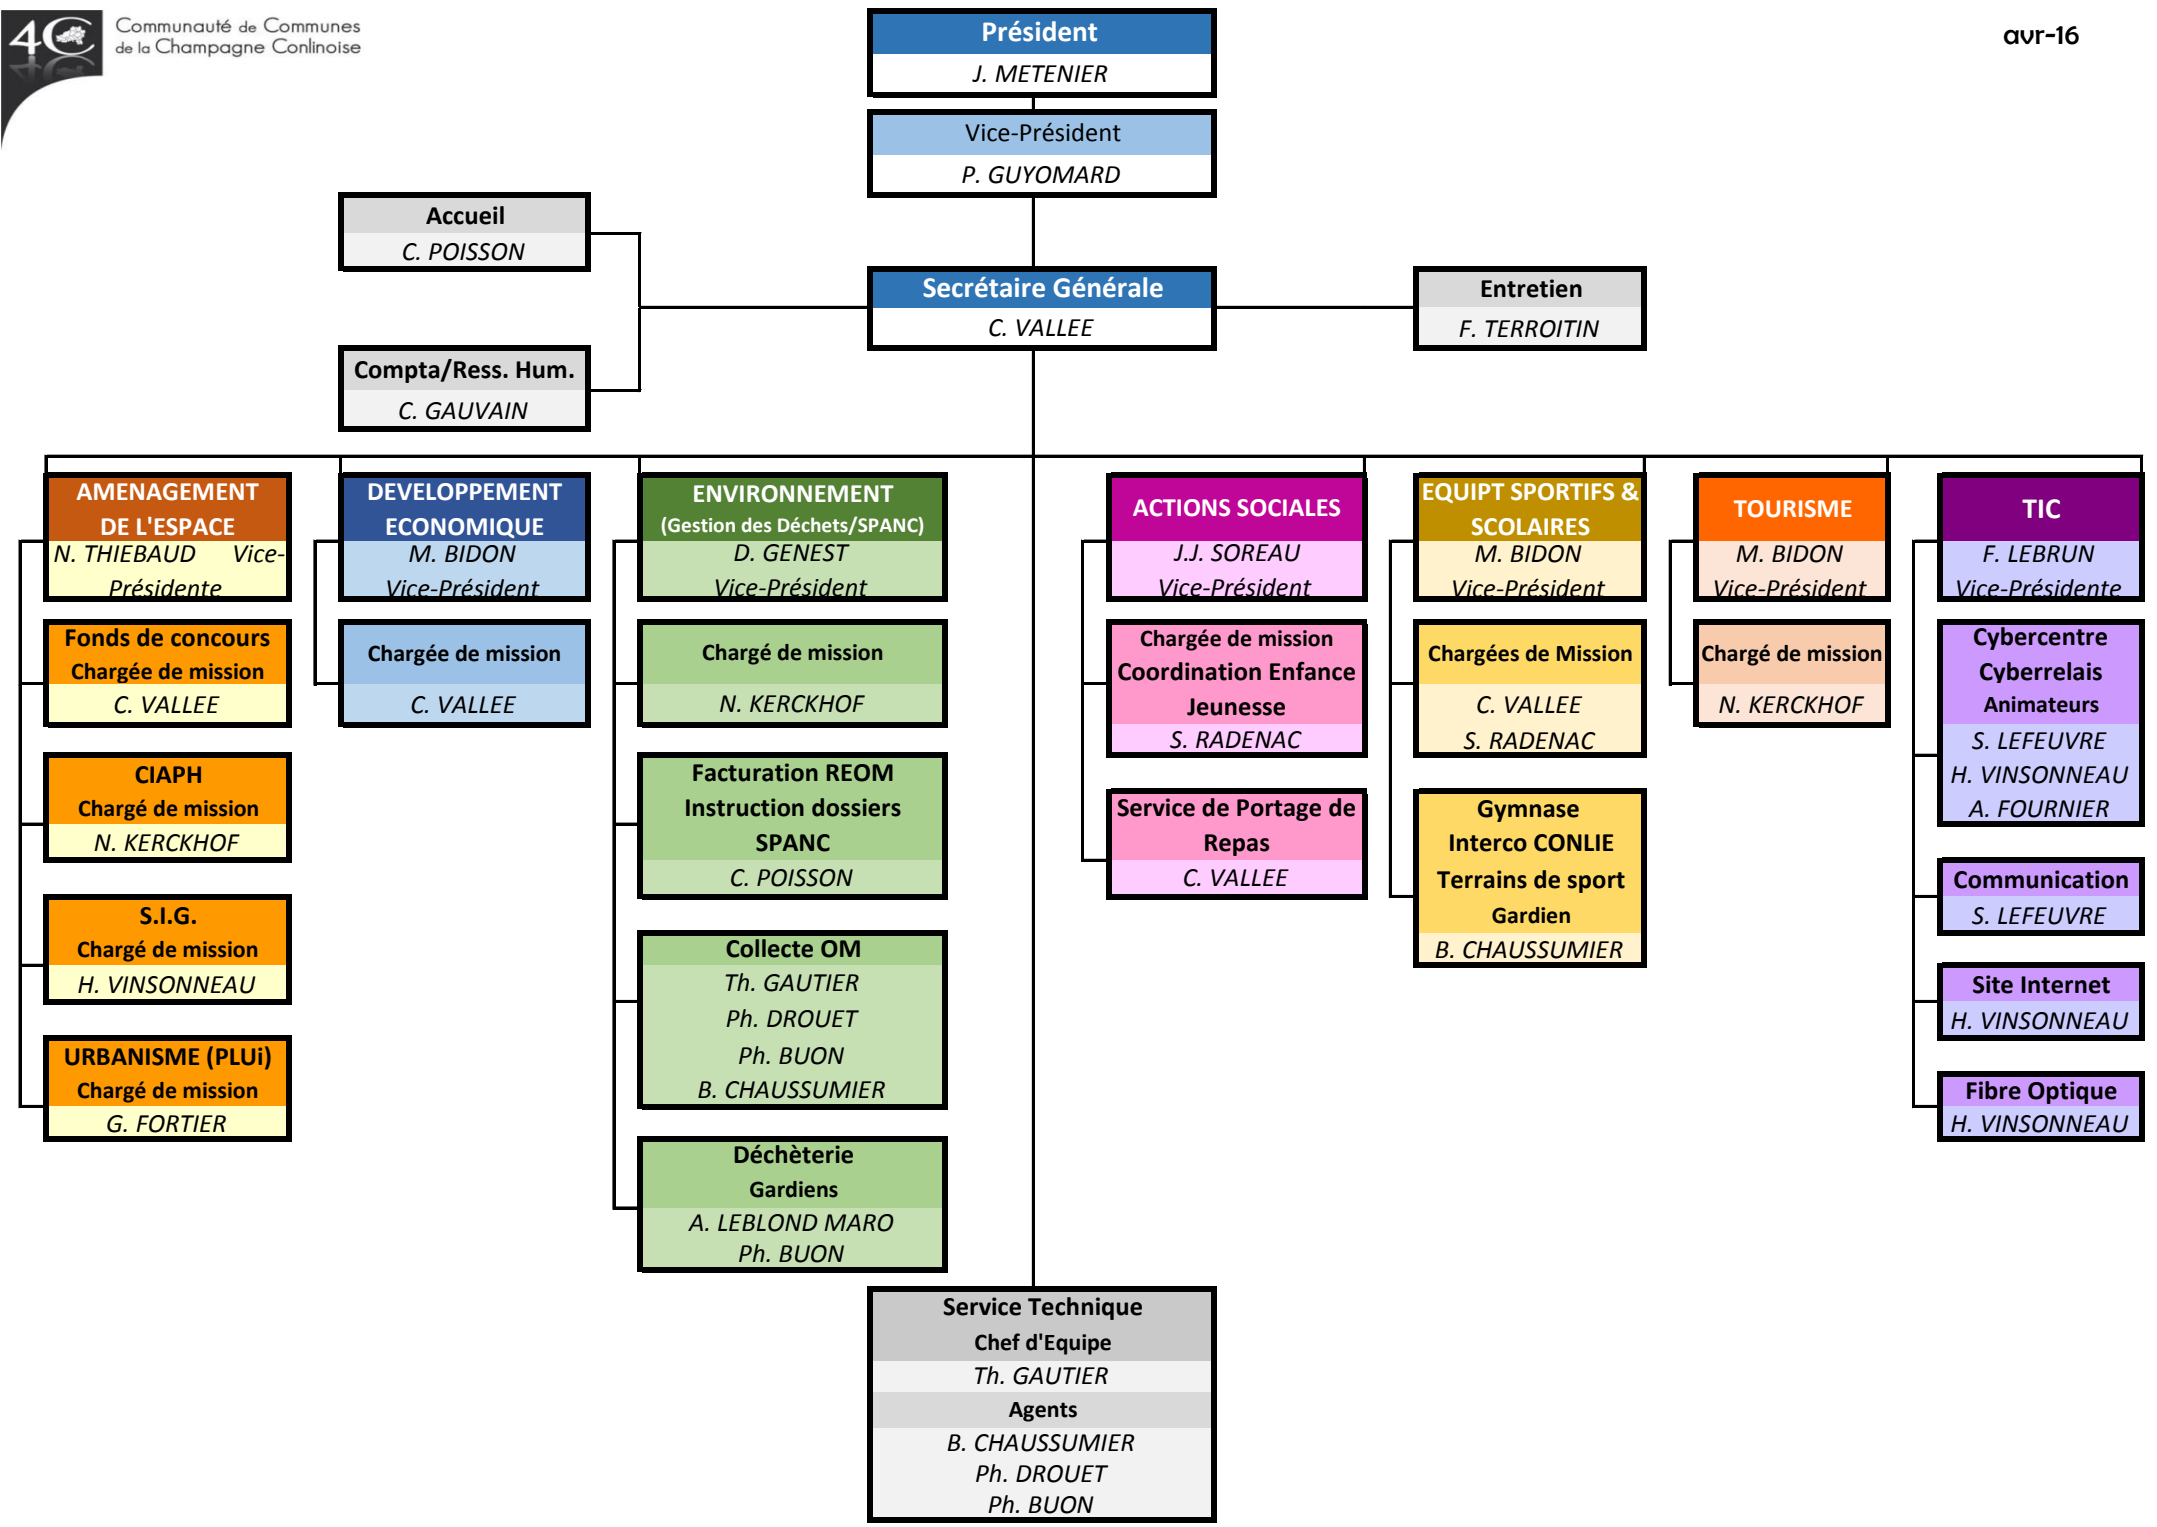 4C
Communauté de Communes
de la Champagne Conlinoise
avr-16
Président
J. METENIER
Vice-Président
P. GUYOMARD
Accueil
C. POISSON
Secrétaire Générale
C. VALLEE
Entretien
F. TERROITIN
Compta/Ress. Hum.
C. GAUVAIN
AMENAGEMENT
DE L'ESPACE
N. THIEBAUD Vice-
Présidente
Fonds de concours
Chargée de mission
C. VALLEE
CIAPH
Chargé de mission
N. KERCKHOF
S.I.G.
Chargé de mission
H. VINSONNEAU
URBANISME (PLUi)
Chargé de mission
G. FORTIER
DEVELOPPEMENT
ECONOMIQUE
M. BIDON
Vice-Président
Chargée de mission
C. VALLEE
ENVIRONNEMENT
(Gestion des Déchets/SPANC)
D. GENEST
Vice-Président
Chargé de mission
N. KERCKHOF
Facturation REOM
Instruction dossiers
SPANC
C. POISSON
Collecte OM
Th. GAUTIER
Ph. DROUET
Ph. BUON
B. CHAUSSUMIER
Déchèterie
Gardiens
A. LEBLOND MARO
Ph. BUON
ACTIONS SOCIALES
J.J. SOREAU
Vice-Président
Chargée de mission
Coordination Enfance
Jeunesse
S. RADENAC
Service de Portage de
Repas
C. VALLEE
EQUIPT SPORTIFS &
SCOLAIRES
M. BIDON
Vice-Président
Chargées de Mission
C. VALLEE
S. RADENAC
Gymnase
Interco CONLIE
Terrains de sport
Gardien
B. CHAUSSUMIER
TOURISME
M. BIDON
Vice-Président
Chargé de mission
N. KERCKHOF
TIC
F. LEBRUN
Vice-Présidente
Cybercentre
Cyberrelais
Animateurs
S. LEFEUVRE
H. VINSONNEAU
A. FOURNIER
Communication
S. LEFEUVRE
Site Internet
H. VINSONNEAU
Fibre Optique
H. VINSONNEAU
Service Technique
Chef d'Equipe
Th. GAUTIER
Agents
B. CHAUSSUMIER
Ph. DROUET
Ph. BUON